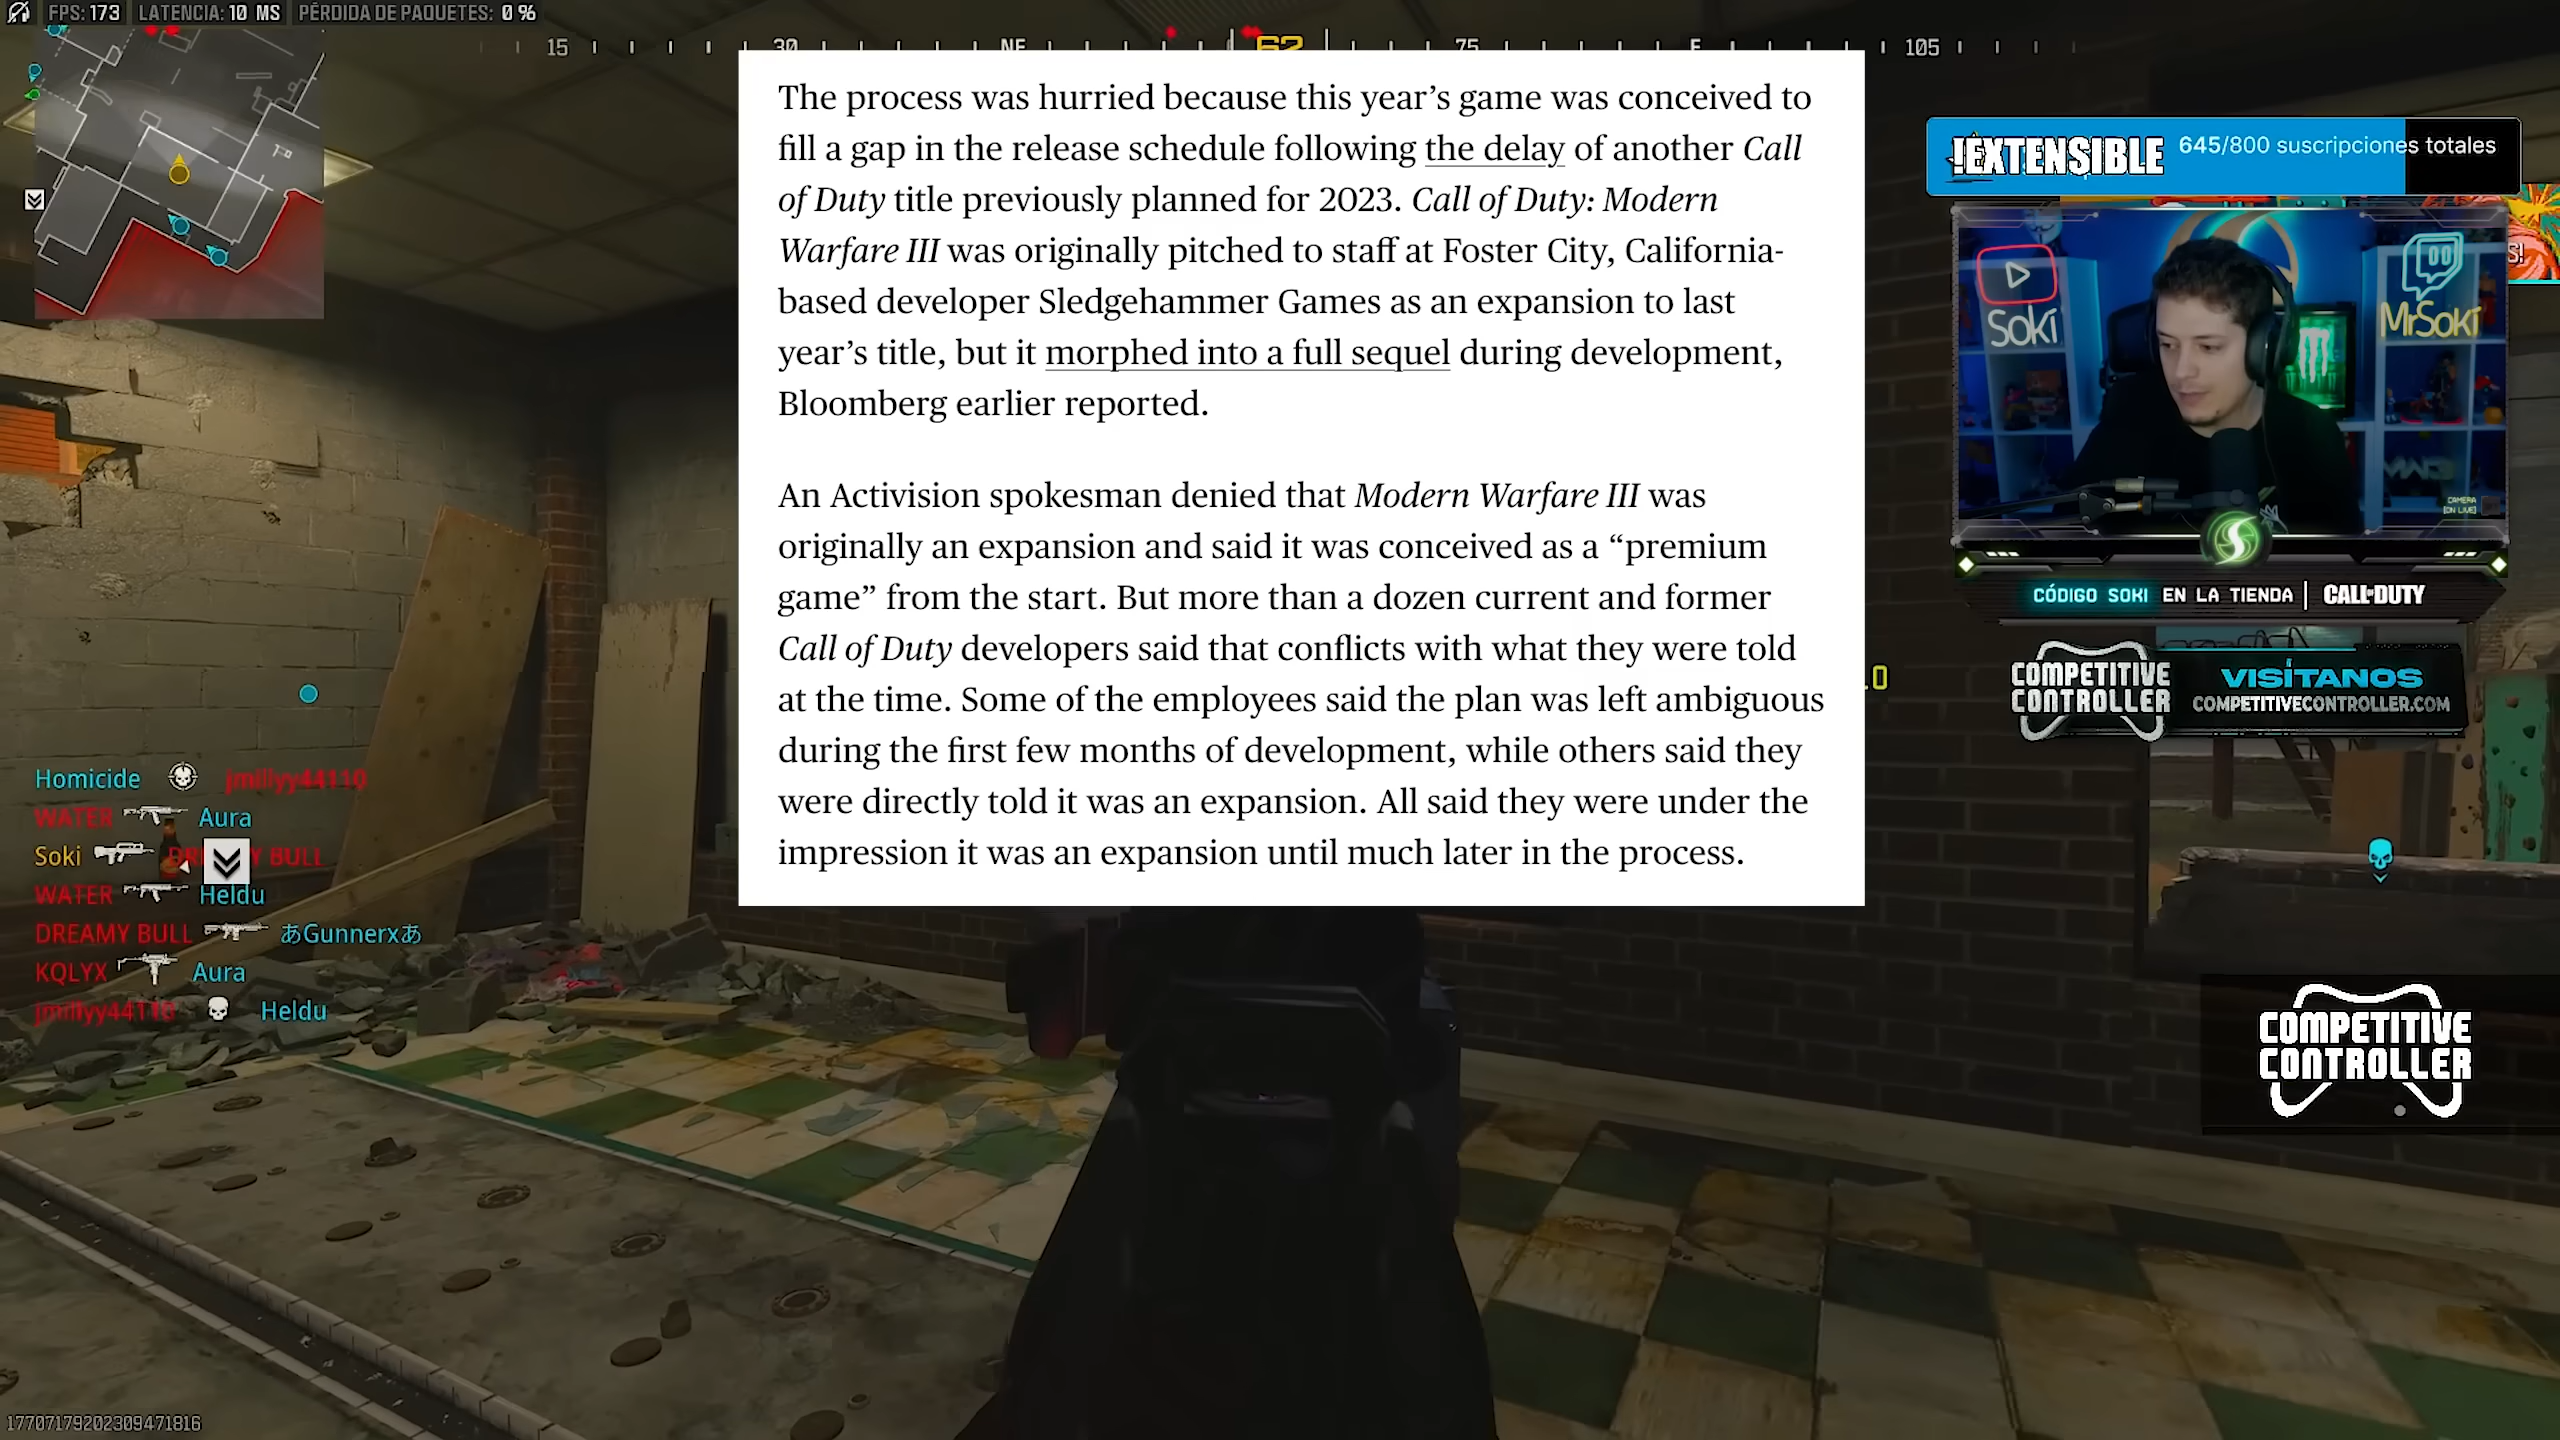 FPS: 173 LATENCIA: 10 MS PÉRDIDA DE PAQUETES: 0 %
15 30 NE 62 75 E 105
The process was hurried because this year’s game was conceived to
fill a gap in the release schedule following the delay of another Call
of Duty title previously planned for 2023. Call of Duty: Modern
Warfare III was originally pitched to staff at Foster City, California-
based developer Sledgehammer Games as an expansion to last
year’s title, but it morphed into a full sequel during development,
Bloomberg earlier reported.
An Activision spokesman denied that Modern Warfare III was
originally an expansion and said it was conceived as a “premium
game” from the start. But more than a dozen current and former
Call of Duty developers said that conflicts with what they were told
at the time. Some of the employees said the plan was left ambiguous
during the first few months of development, while others said they
were directly told it was an expansion. All said they were under the
impression it was an expansion until much later in the process.
!EXTENSIBLE 645/800 suscripciones totales
Soki
MrSoki
CAMERA
[ON LIVE]
CÓDIGO SOKI EN LA TIENDA | CALL OF DUTY
COMPETITIVE
CONTROLLER
VISÍTANOS
COMPETITIVECONTROLLER.COM
Homicide jmillyy44110
WATER Aura
Soki DREAMY BULL
WATER Heldu
DREAMY BULL あGunnerxあ
KQLYX Aura
jmillyy44110 Heldu
COMPETITIVE
CONTROLLER
17707179202309471816